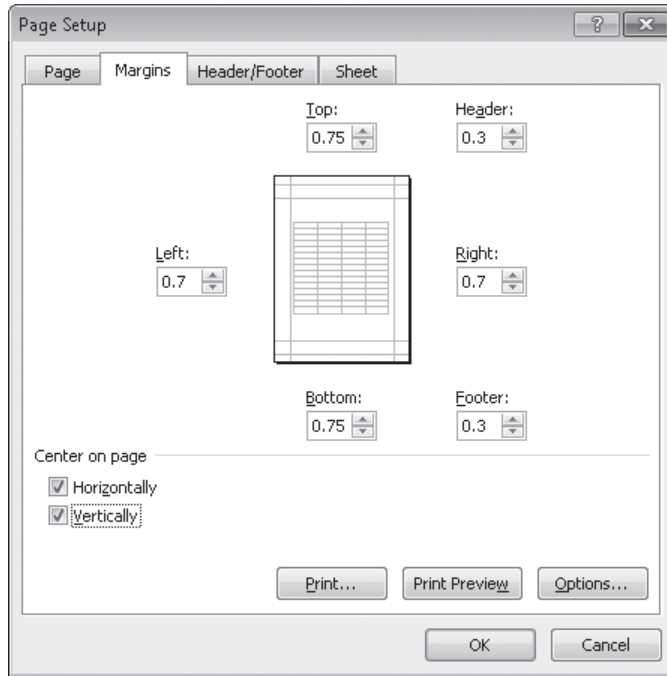 Page Setup
Page Margins Header/Footer Sheet
Top: Header:
0.75 0.3
Left: Right:
0.7 0.7
Bottom: Footer:
0.75 0.3
Center on page
Horizontally
Vertically
Print... Print Preview Options...
OK Cancel